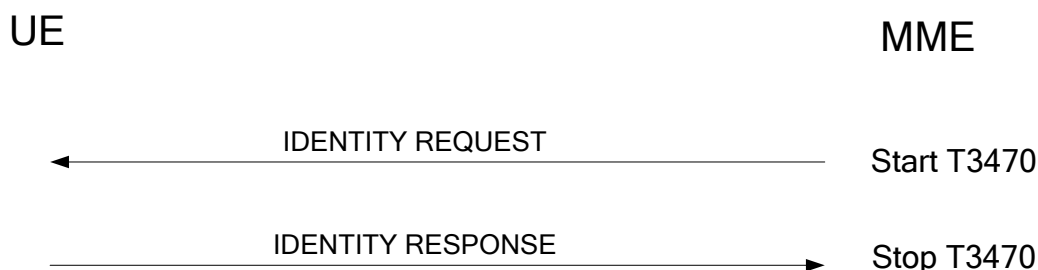 UE
MME
IDENTITY REQUEST
Start T3470
IDENTITY RESPONSE
Stop T3470